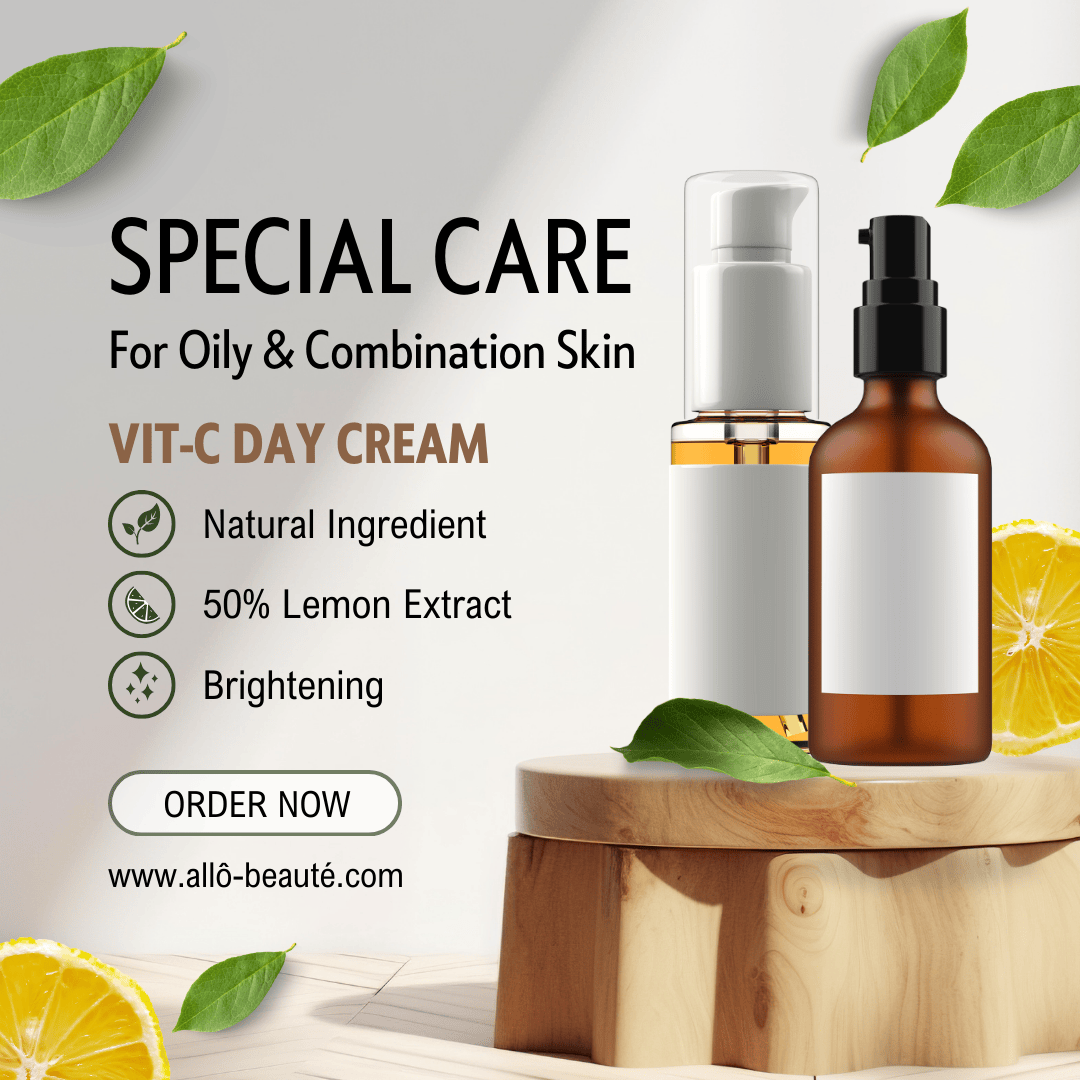 SPECIAL CARE
For Oily & Combination Skin
VIT-C DAY CREAM
Natural Ingredient
50% Lemon Extract
Brightening
ORDER NOW
www.allô-beauté.com